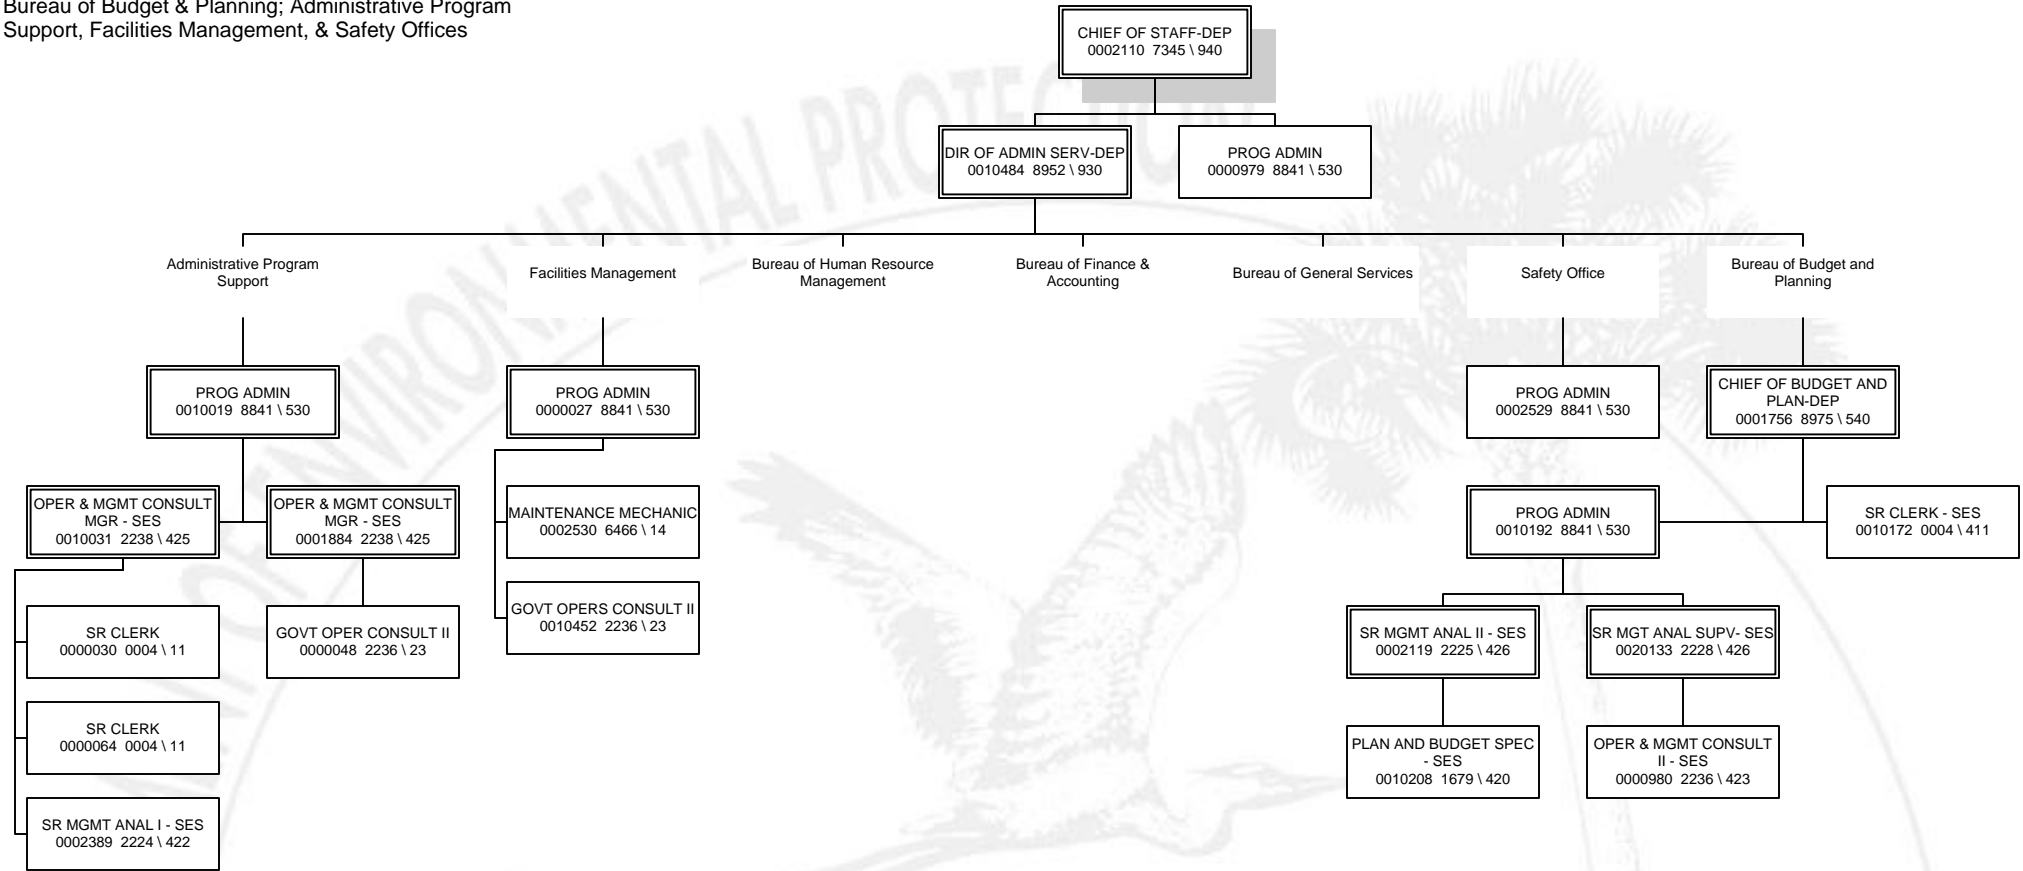 Bureau of Budget & Planning; Administrative Program
Support, Facilities Management, & Safety Offices
CHIEF OF STAFF-DEP
0002110 7345 \ 940
DIR OF ADMIN SERV-DEP
0010484 8952 \ 930
PROG ADMIN
0000979 8841 \ 530
Administrative Program
Support
Facilities Management
Bureau of Human Resource
Management
Bureau of Finance &
Accounting
Bureau of General Services
Safety Office
Bureau of Budget and
Planning
PROG ADMIN
0010019 8841 \ 530
PROG ADMIN
0000027 8841 \ 530
PROG ADMIN
0002529 8841 \ 530
CHIEF OF BUDGET AND
PLAN-DEP
0001756 8975 \ 540
OPER & MGMT CONSULT
MGR - SES
0010031 2238 \ 425
OPER & MGMT CONSULT
MGR - SES
0001884 2238 \ 425
MAINTENANCE MECHANIC
0002530 6466 \ 14
PROG ADMIN
0010192 8841 \ 530
SR CLERK - SES
0010172 0004 \ 411
SR CLERK
0000030 0004 \ 11
GOVT OPER CONSULT II
0000048 2236 \ 23
GOVT OPERS CONSULT II
0010452 2236 \ 23
SR MGMT ANAL II - SES
0002119 2225 \ 426
SR MGT ANAL SUPV- SES
0020133 2228 \ 426
SR CLERK
0000064 0004 \ 11
PLAN AND BUDGET SPEC
- SES
0010208 1679 \ 420
OPER & MGMT CONSULT
II - SES
0000980 2236 \ 423
SR MGMT ANAL I - SES
0002389 2224 \ 422
OF ENVIRONMENTAL PROTECTION